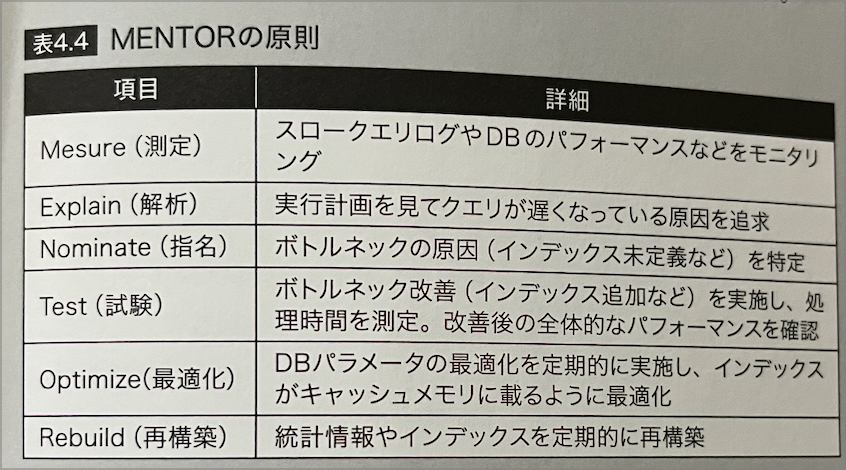 表4.4 MENTORの原則
項目 詳細
Mesure（測定） スロークエリログやDBのパフォーマンスなどをモニタリ
ング
Explain（解析） 実行計画を見てクエリが遅くなっている原因を追求
Nominate（指名） ボトルネックの原因（インデックス未定義など）を特定
Test（試験） ボトルネック改善（インデックス追加など）を実施し、処
理時間を測定。改善後の全体的なパフォーマンスを確認
Optimize(最適化) DBパラメータの最適化を定期的に実施し、インデックス
がキャッシュメモリに載るように最適化
Rebuild（再構築） 統計情報やインデックスを定期的に再構築